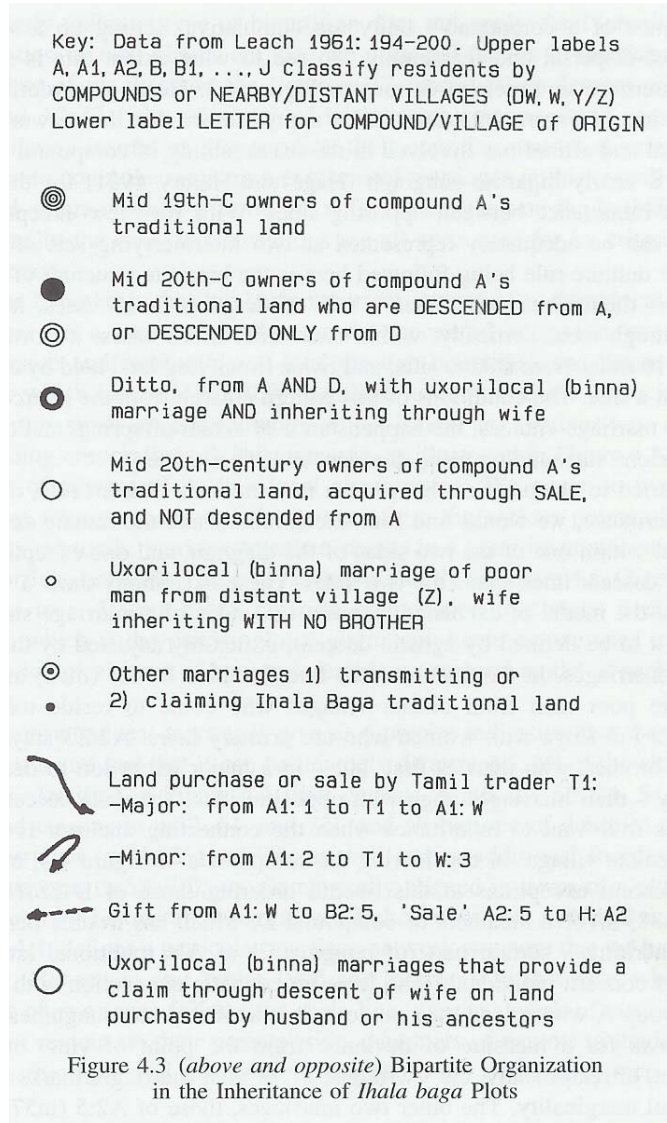 Key: Data from Leach 1961: 194-200. Upper labels
A, A1, A2, B, B1, ..., J classify residents by
COMPOUNDS or NEARBY/DISTANT VILLAGES (DW, W, Y/Z)
Lower label LETTER for COMPOUND/VILLAGE of ORIGIN
Mid 19th-C owners of compound A's
traditional land
Mid 20th-C owners of compound A's
traditional land who are DESCENDED from A,
or DESCENDED ONLY from D
Ditto, from A AND D, with uxorilocal (binna)
marriage AND inheriting through wife
Mid 20th-century owners of compound A's
traditional land, acquired through SALE,
and NOT descended from A
Uxorilocal (binna) marriage of poor
man from distant village (Z), wife
inheriting WITH NO BROTHER
Other marriages 1) transmitting or
2) claiming Ihala Baga traditional land
Land purchase or sale by Tamil trader T1:
-Major: from A1:1 to T1 to A1:W
-Minor: from A1:2 to T1 to W:3
Gift from A1:W to B2:5, 'Sale' A2:5 to H:A2
Uxorilocal (binna) marriages that provide a
claim through descent of wife on land
purchased by husband or his ancestors
Figure 4.3 (above and opposite) Bipartite Organization
in the Inheritance of Ihala baga Plots